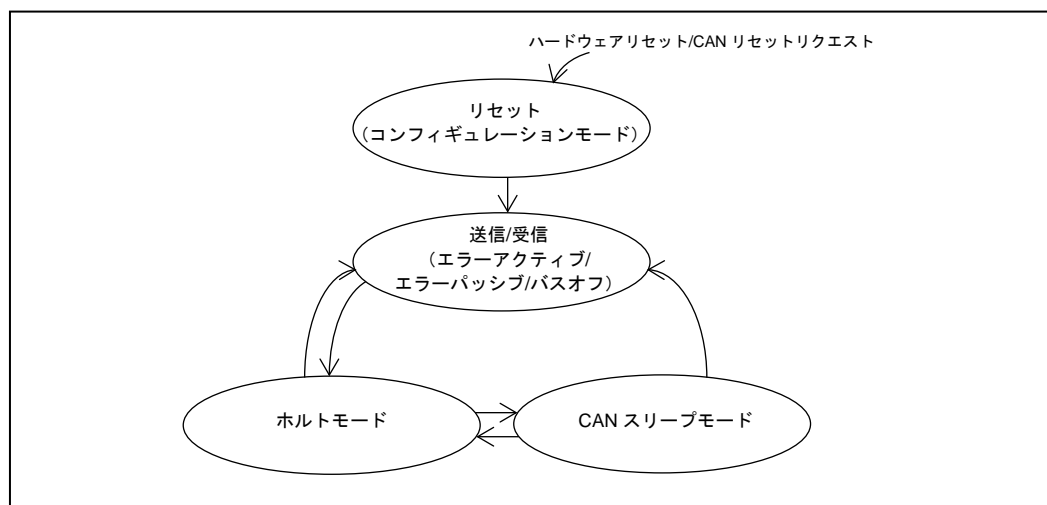 ハードウェアリセット/CAN リセットリクエスト
リセット
（コンフィギュレーションモード）
送信/受信
（エラーアクティブ/
エラーパッシブ/バスオフ）
ホルトモード
CAN スリープモード